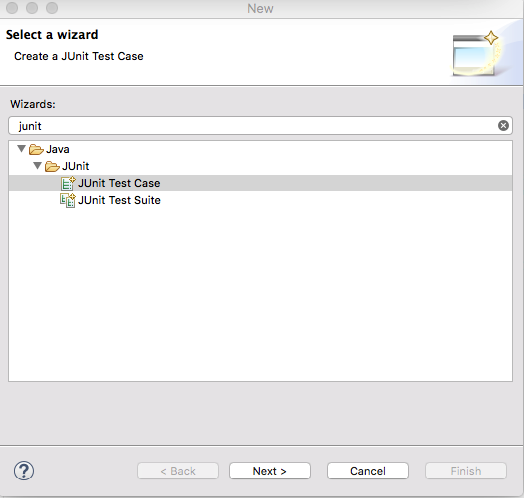 New
Select a wizard
Create a JUnit Test Case
Wizards:
junit
Java
JUnit
JUnit Test Case
JUnit Test Suite
? < Back Next > Cancel Finish